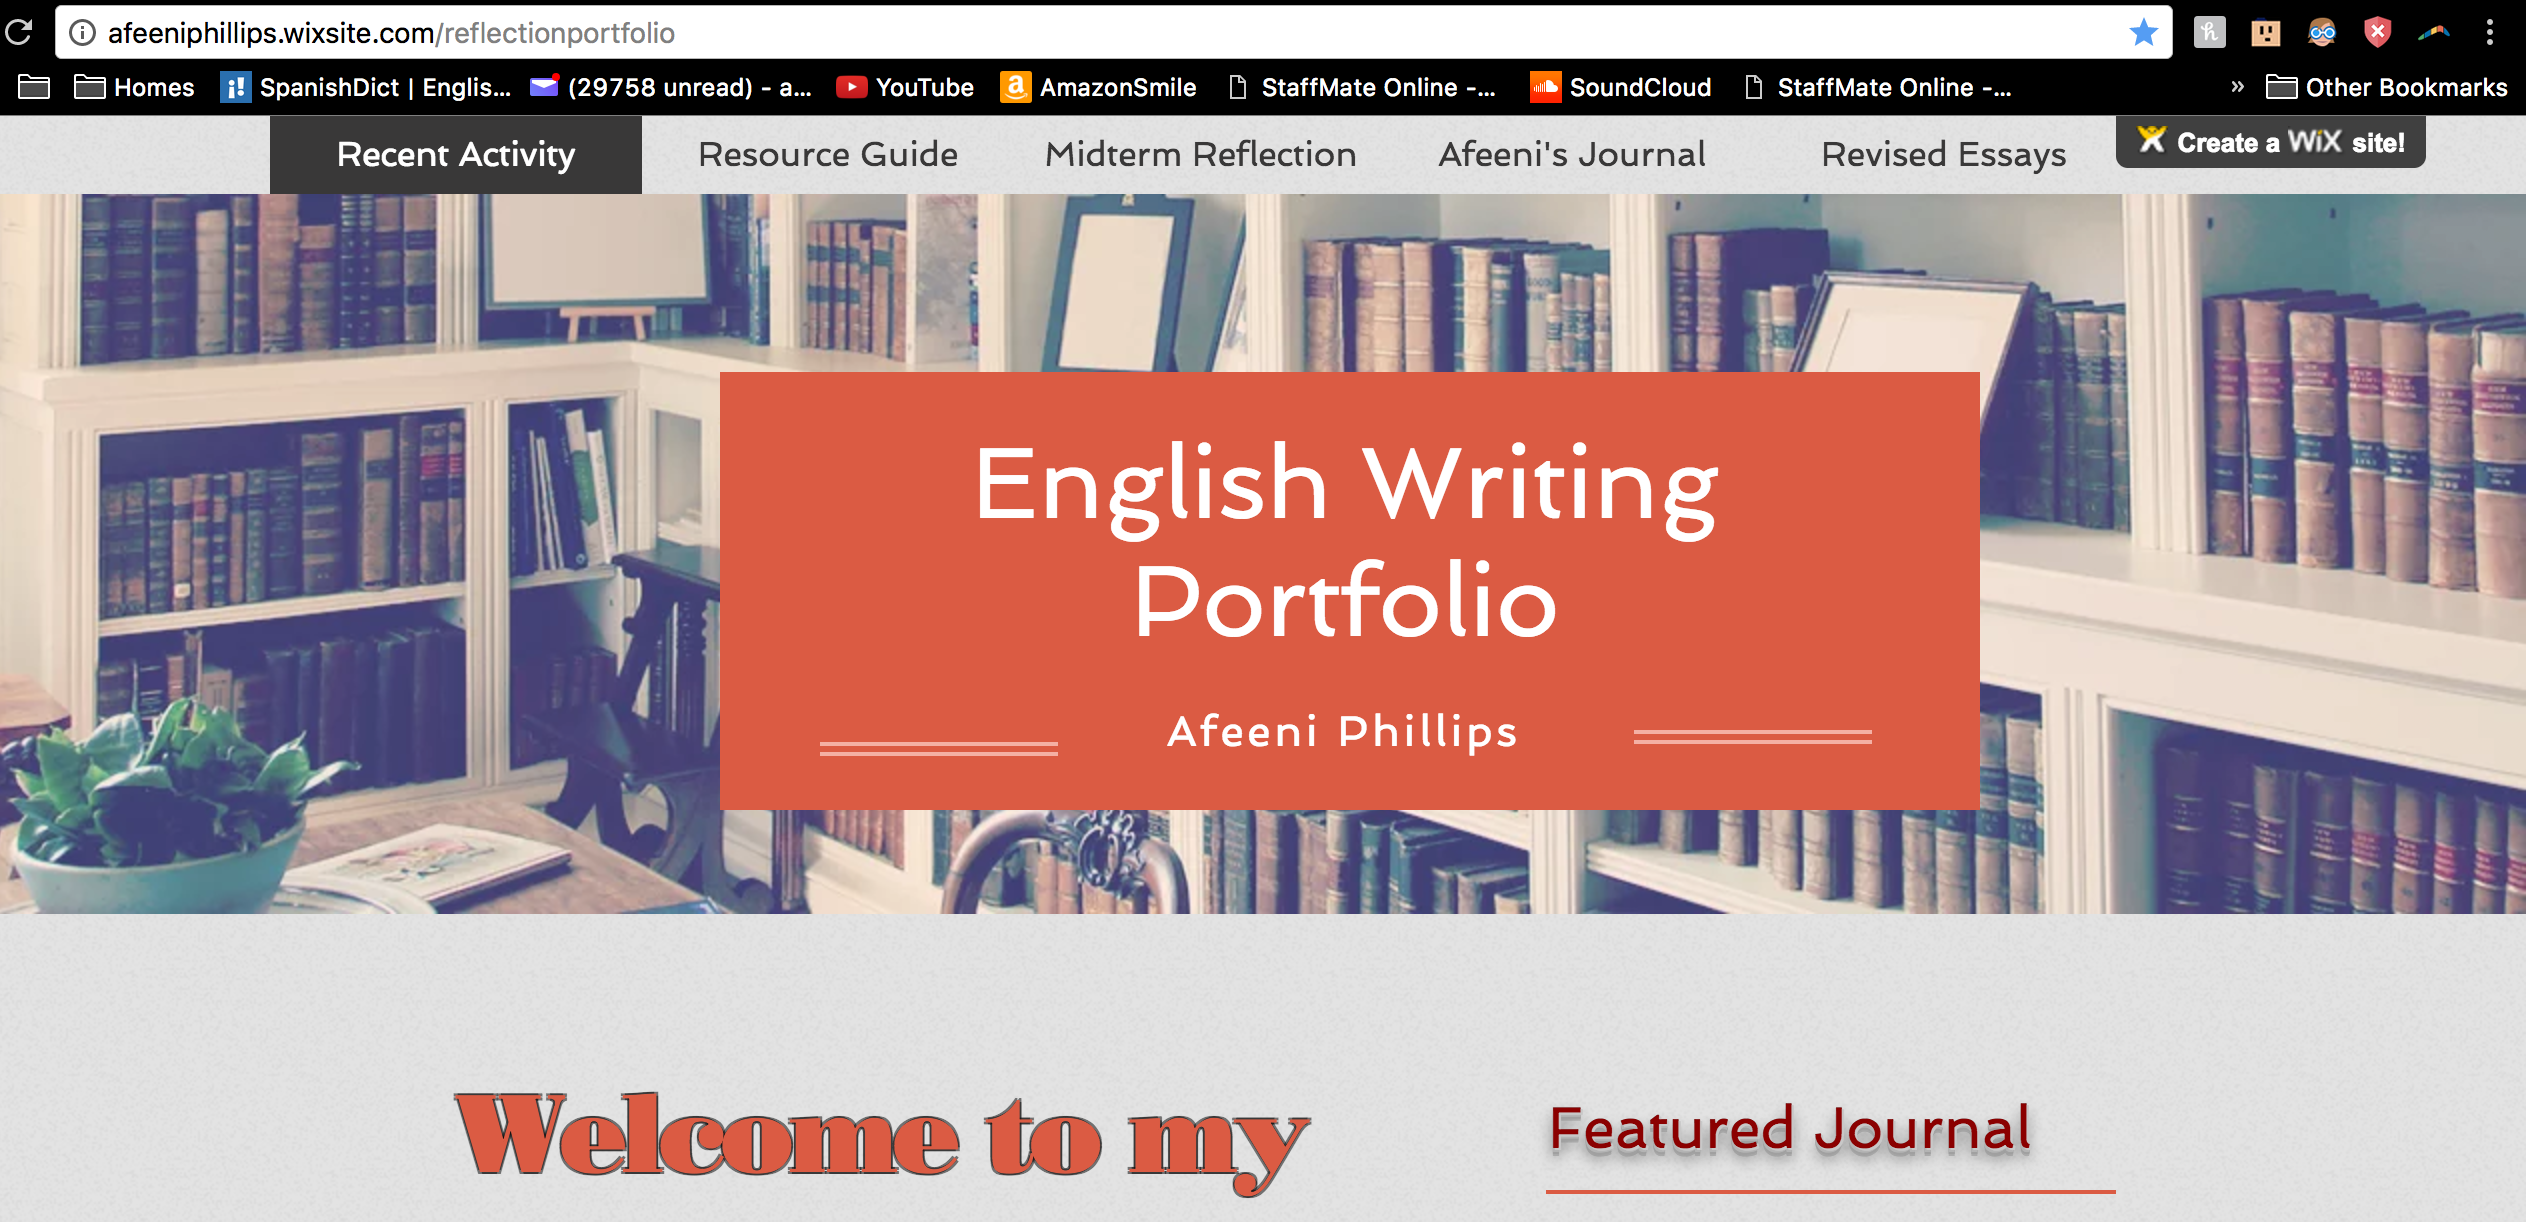 afeeniphillips.wixsite.com/reflectionportfolio
Homes SpanishDict | Englis... (29758 unread) - a... YouTube AmazonSmile StaffMate Online -... SoundCloud StaffMate Online -... » Other Bookmarks
Recent Activity Resource Guide Midterm Reflection Afeeni's Journal Revised Essays Create a WiX site!
English Writing
Portfolio
Afeeni Phillips
Welcome to my
Featured Journal